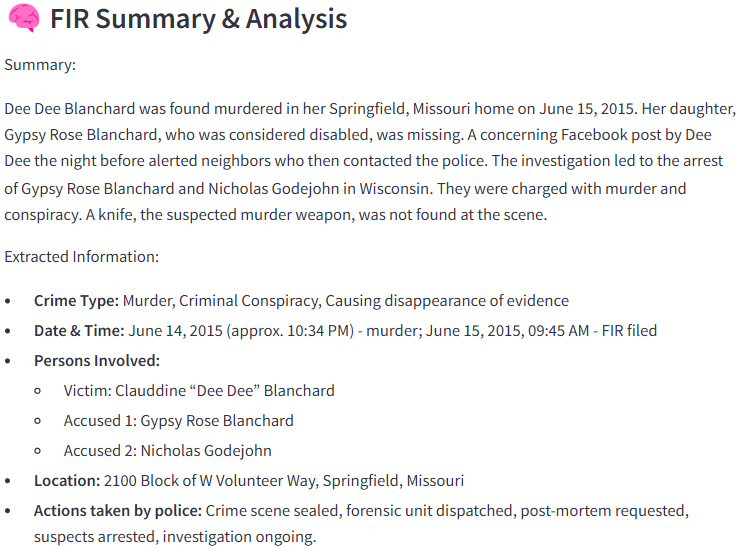 FIR Summary & Analysis
Summary:
Dee Dee Blanchard was found murdered in her Springfield, Missouri home on June 15, 2015. Her daughter,
Gypsy Rose Blanchard, who was considered disabled, was missing. A concerning Facebook post by Dee
Dee the night before alerted neighbors who then contacted the police. The investigation led to the arrest
of Gypsy Rose Blanchard and Nicholas Godejohn in Wisconsin. They were charged with murder and
conspiracy. A knife, the suspected murder weapon, was not found at the scene.
Extracted Information:
• Crime Type: Murder, Criminal Conspiracy, Causing disappearance of evidence
• Date & Time: June 14, 2015 (approx. 10:34 PM) - murder; June 15, 2015, 09:45 AM - FIR filed
• Persons Involved:
◦ Victim: Clauddine “Dee Dee” Blanchard
◦ Accused 1: Gypsy Rose Blanchard
◦ Accused 2: Nicholas Godejohn
• Location: 2100 Block of W Volunteer Way, Springfield, Missouri
• Actions taken by police: Crime scene sealed, forensic unit dispatched, post-mortem requested,
suspects arrested, investigation ongoing.